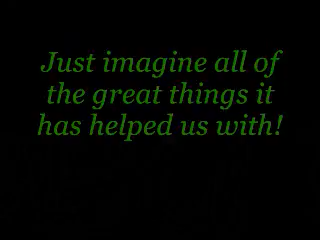 Just imagine all of
the great things it
has helped us with!